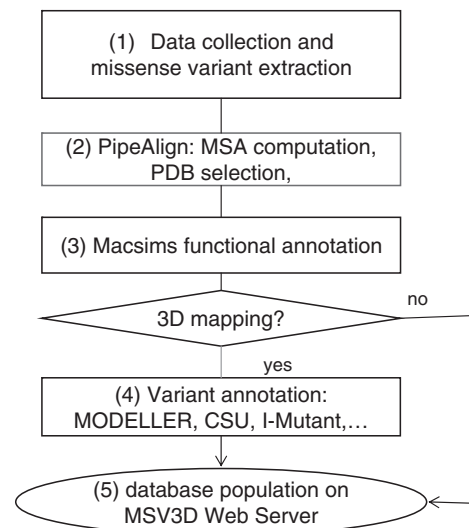 (1) Data collection and
missense variant extraction
(2) PipeAlign: MSA computation,
PDB selection,
(3) Macsims functional annotation
no
3D mapping?
yes
(4) Variant annotation:
MODELLER, CSU, I-Mutant,...
(5) database population on
MSV3D Web Server